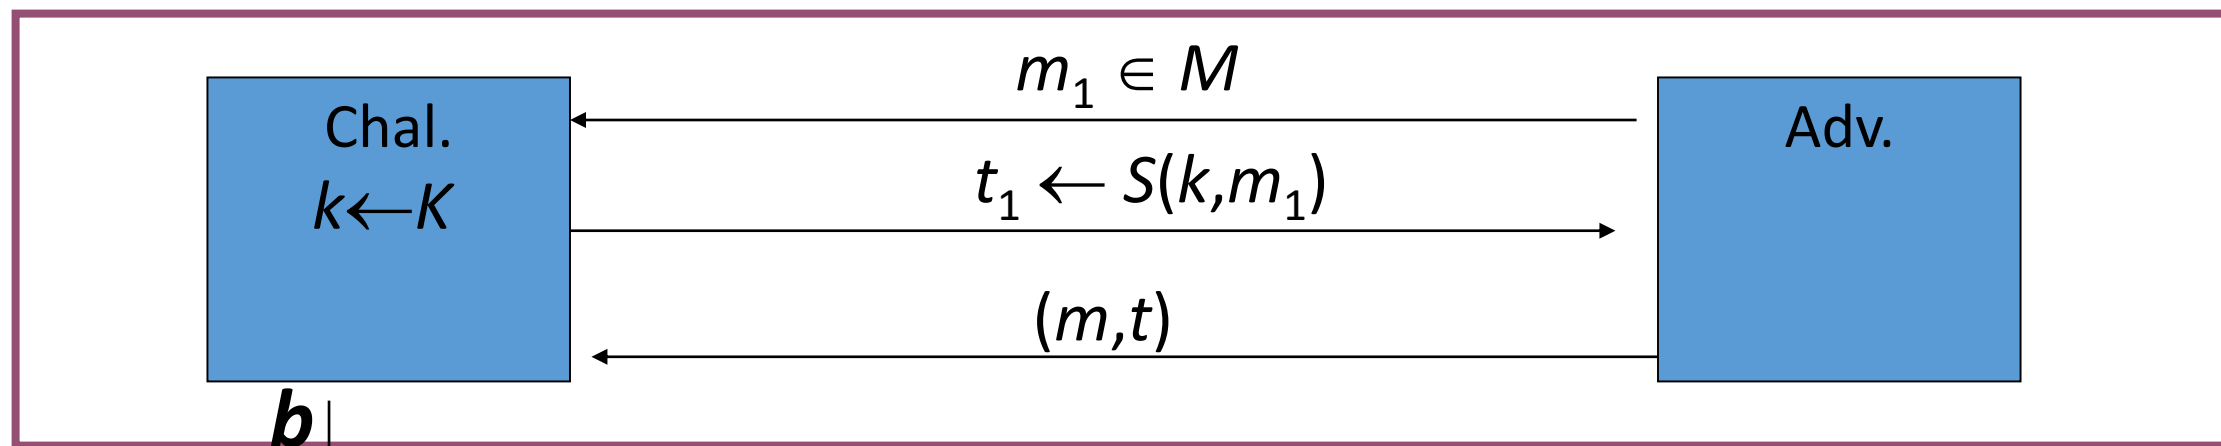 m₁ ∈ M
Chal.
k←K
Adv.
t₁ ← S(k,m₁)
(m,t)
b